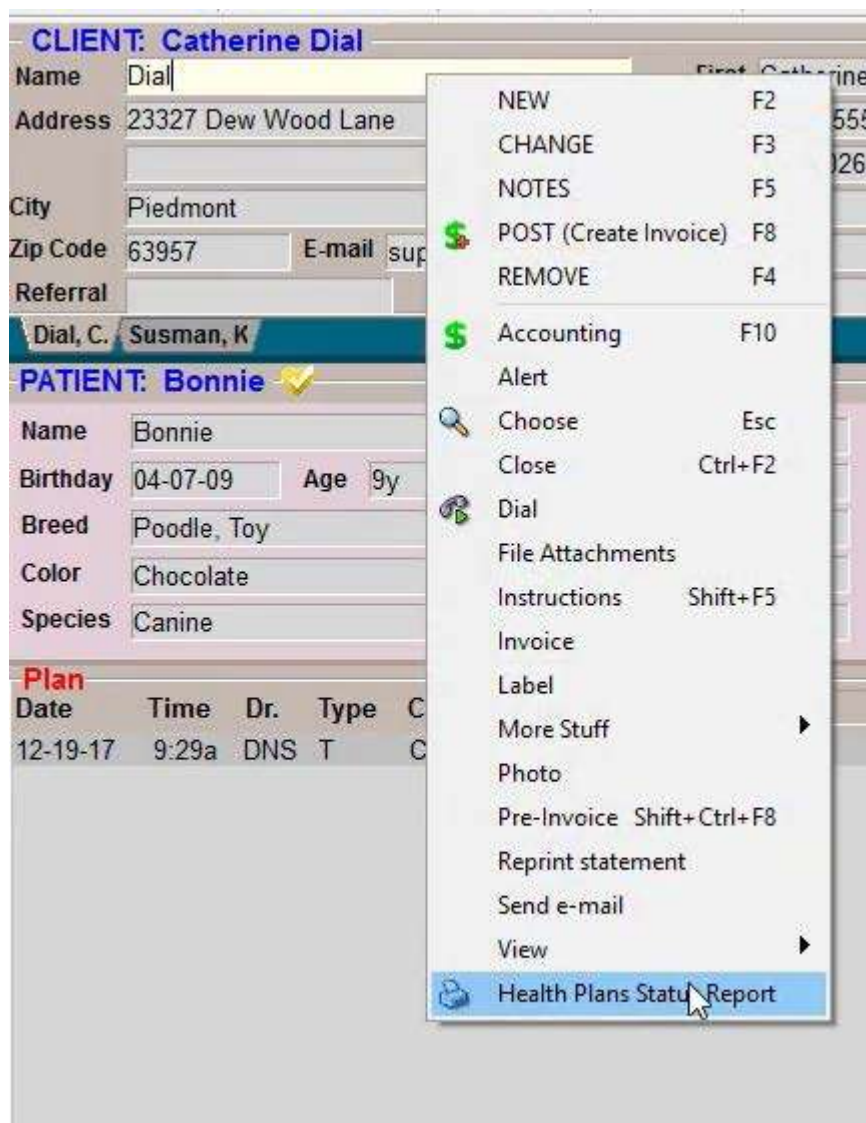 CLIENT: Catherine Dial
Name Dial
Address 23327 Dew Wood Lane
City Piedmont
Zip Code 63957 E-mail sup
Referral
Dial, C. Susman, K
PATIENT: Bonnie
Name Bonnie
Birthday 04-07-09 Age 9y
Breed Poodle, Toy
Color Chocolate
Species Canine
Plan
Date Time Dr. Type C
12-19-17 9:29a DNS T C
NEW F2
CHANGE F3
NOTES F5
POST (Create Invoice) F8
REMOVE F4
Accounting F10
Alert
Choose Esc
Close Ctrl+F2
Dial
File Attachments
Instructions Shift+F5
Invoice
Label
More Stuff
Photo
Pre-Invoice Shift+Ctrl+F8
Reprint statement
Send e-mail
View
Health Plans Status Report